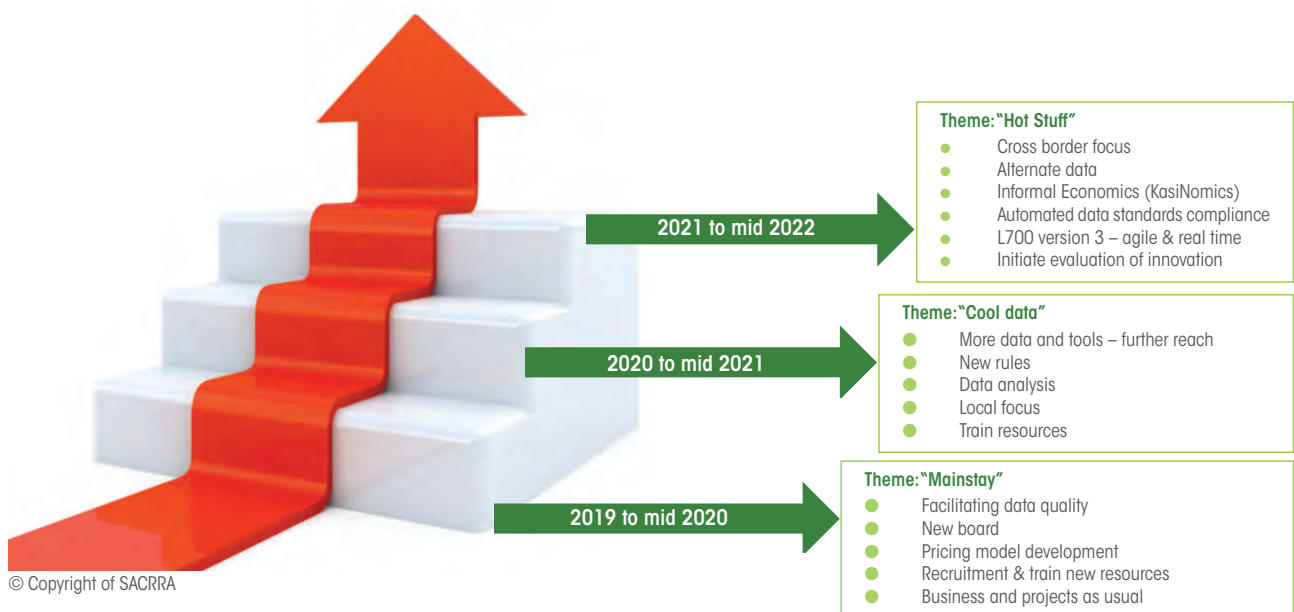 Theme:"Hot Stuff"
Cross border focus
Alternate data
Informal Economics (KasiNomics)
Automated data standards compliance
L700 version 3 – agile & real time
Initiate evaluation of innovation
2021 to mid 2022
Theme:"Cool data"
More data and tools – further reach
New rules
Data analysis
Local focus
Train resources
2020 to mid 2021
Theme:"Mainstay"
Facilitating data quality
New board
Pricing model development
Recruitment & train new resources
Business and projects as usual
2019 to mid 2020
© Copyright of SACRRA